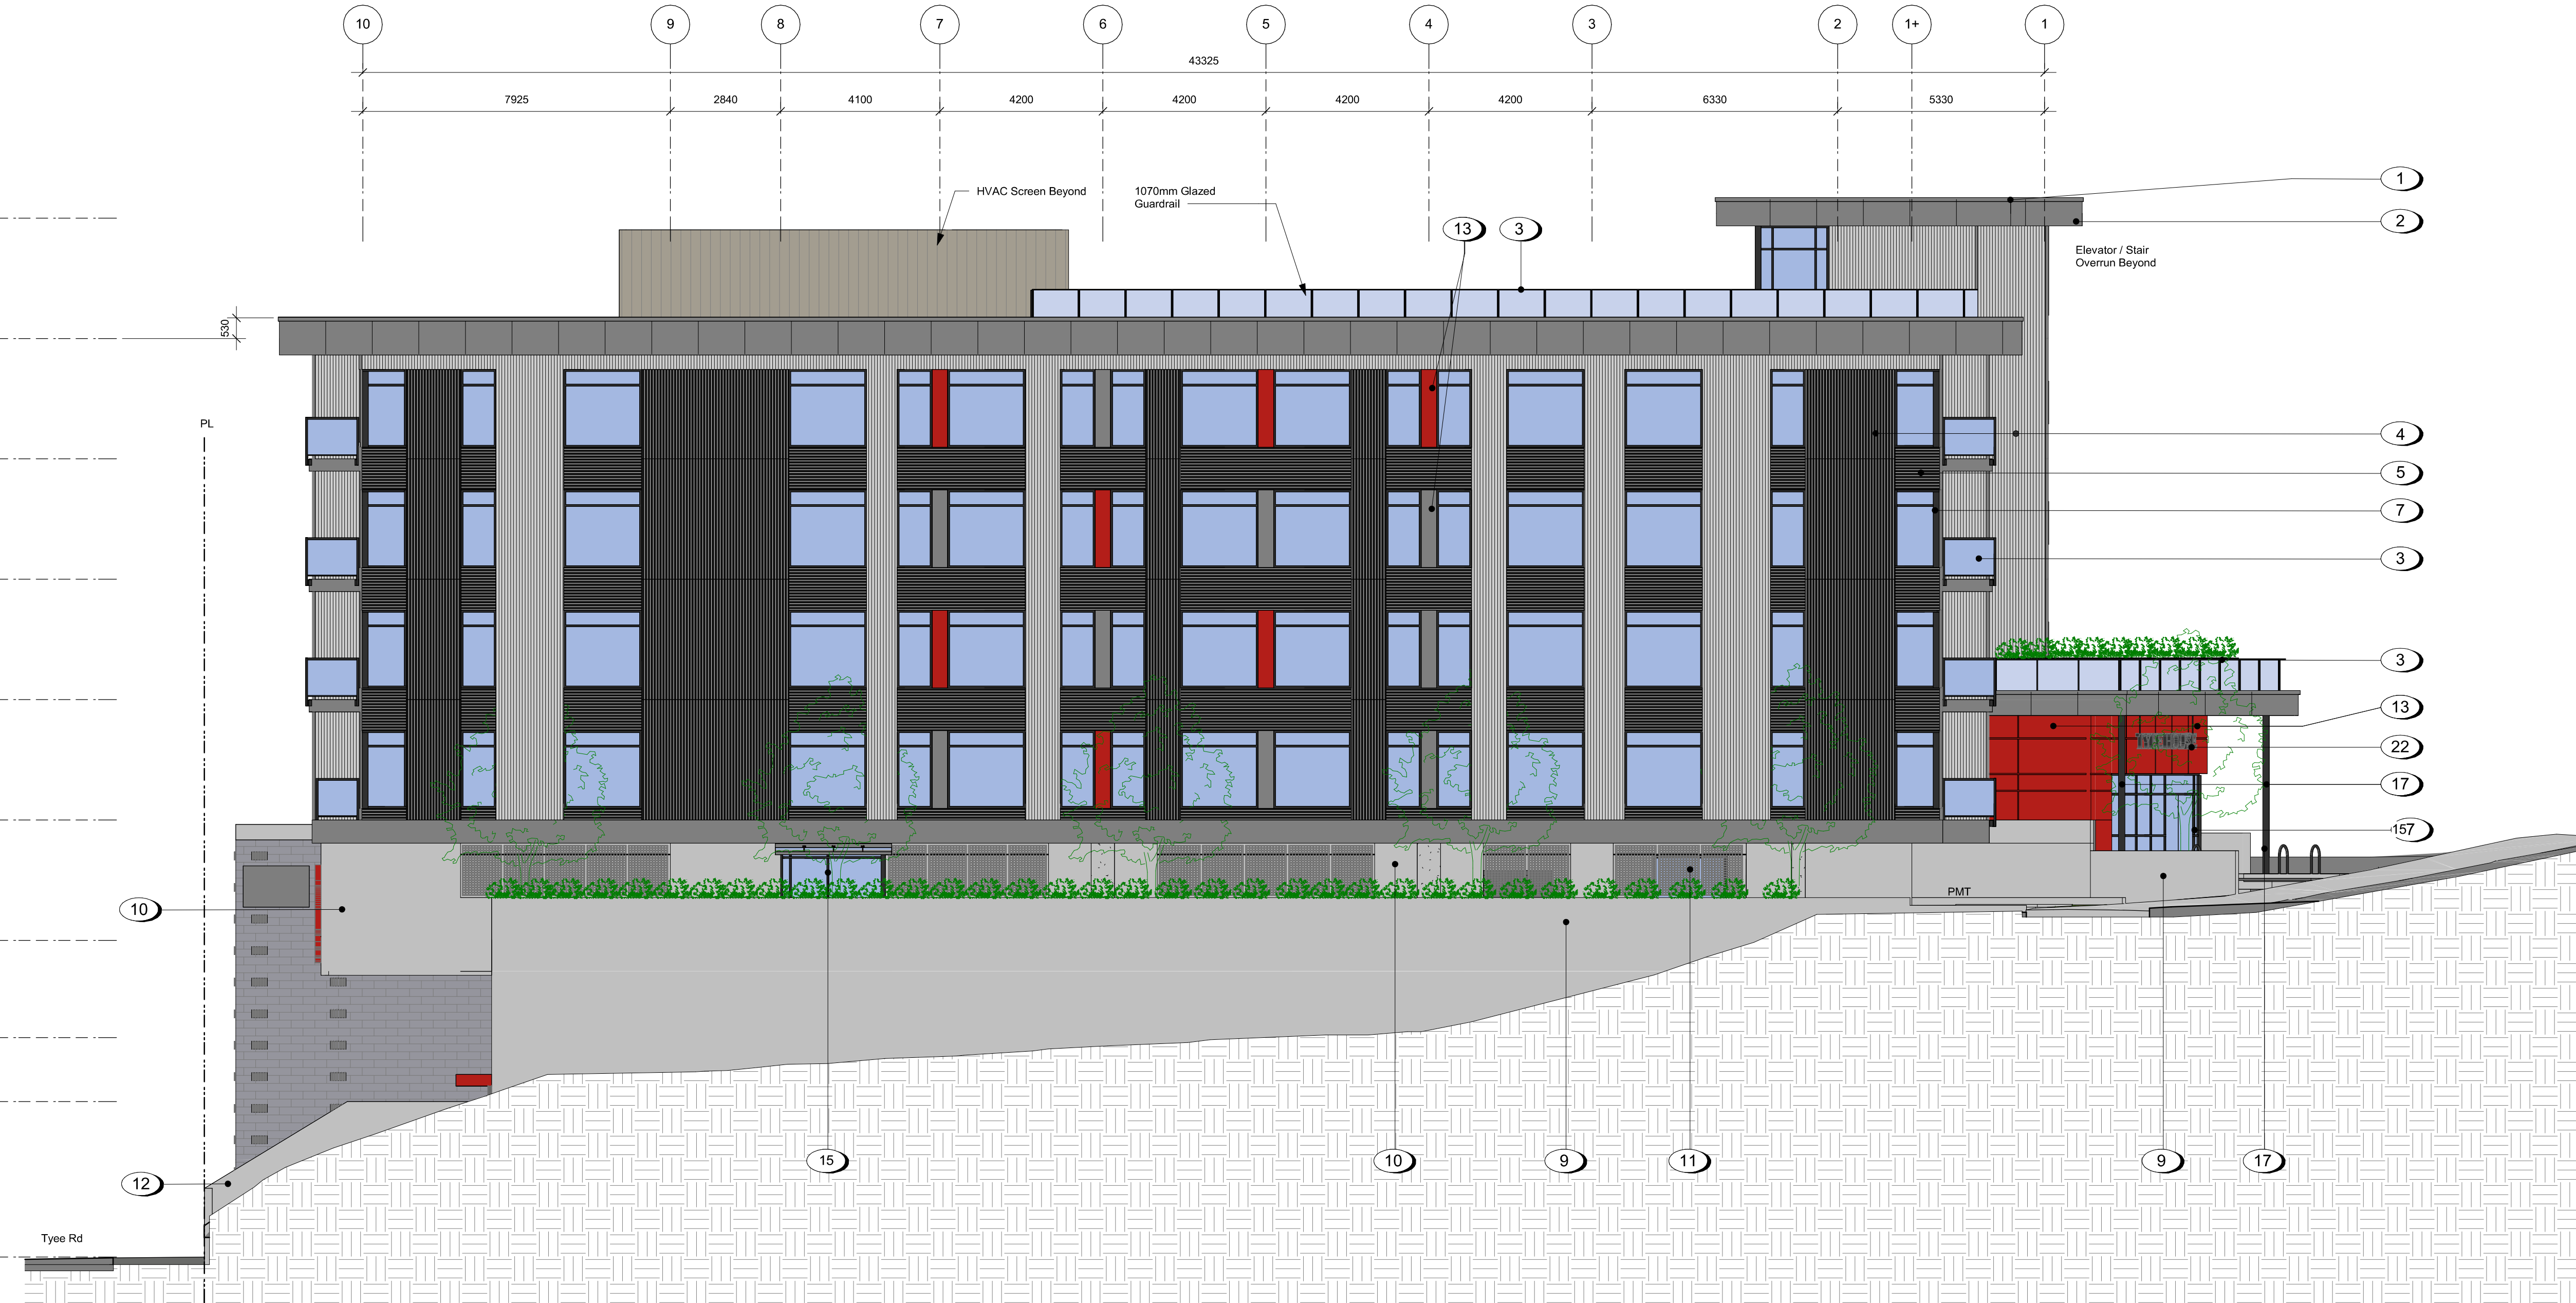 10 9 8 7 6 5 4 3 2 1+ 1
43325
7925 2840 4100 4200 4200 4200 4200 6330 5330
1
HVAC Screen Beyond
1070mm Glazed
Guardrail
2
13 3
Elevator / Stair
Overrun Beyond
530
PL
4
5
7
3
3
13
22
17
157
PMT
10
15 10 9 11 9 17
12
Tyee Rd